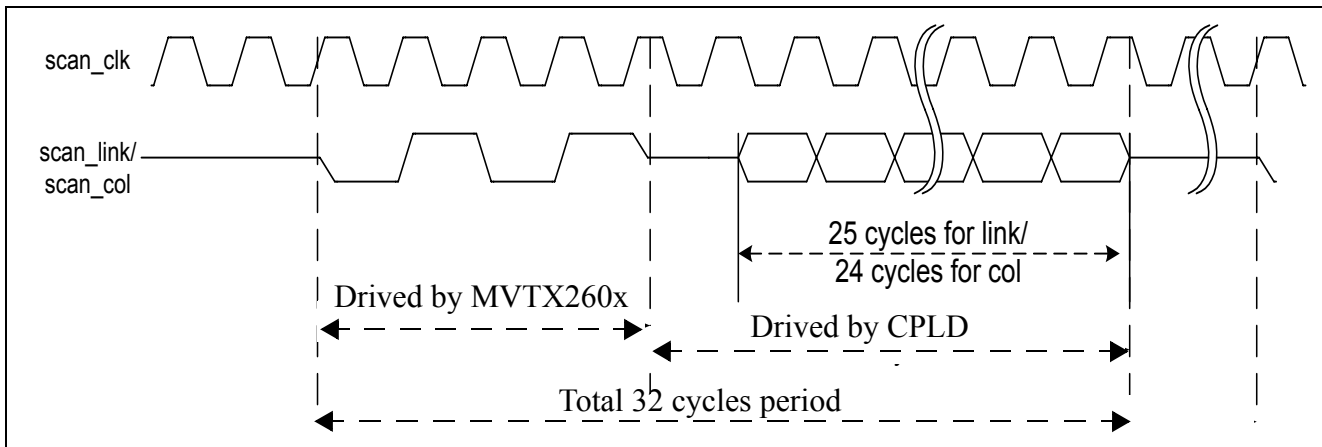 scan_clk
scan_link/
scan_col
25 cycles for link/
24 cycles for col
Drived by MVTX260x
Drived by CPLD
Total 32 cycles period